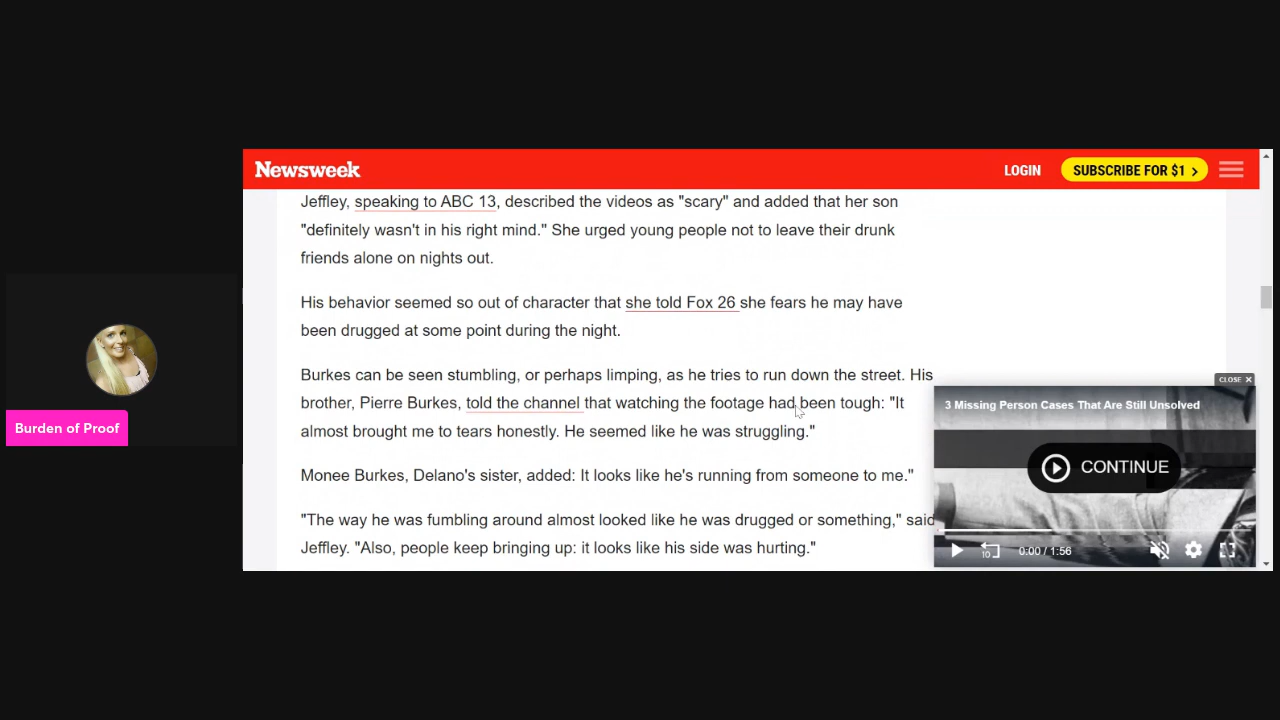 Newsweek
LOGIN
SUBSCRIBE FOR $1 >
Jeffley, speaking to ABC 13, described the videos as "scary" and added that her son
"definitely wasn't in his right mind." She urged young people not to leave their drunk
friends alone on nights out.
His behavior seemed so out of character that she told Fox 26 she fears he may have
been drugged at some point during the night.
Burkes can be seen stumbling, or perhaps limping, as he tries to run down the street. His
brother, Pierre Burkes, told the channel that watching the footage had been tough: "It
almost brought me to tears honestly. He seemed like he was struggling."
Monee Burkes, Delano's sister, added: It looks like he's running from someone to me."
"The way he was fumbling around almost looked like he was drugged or something," said
Jeffley. "Also, people keep bringing up: it looks like his side was hurting."
CLOSE X
3 Missing Person Cases That Are Still Unsolved
CONTINUE
10
0:00 / 1:56
Burden of Proof